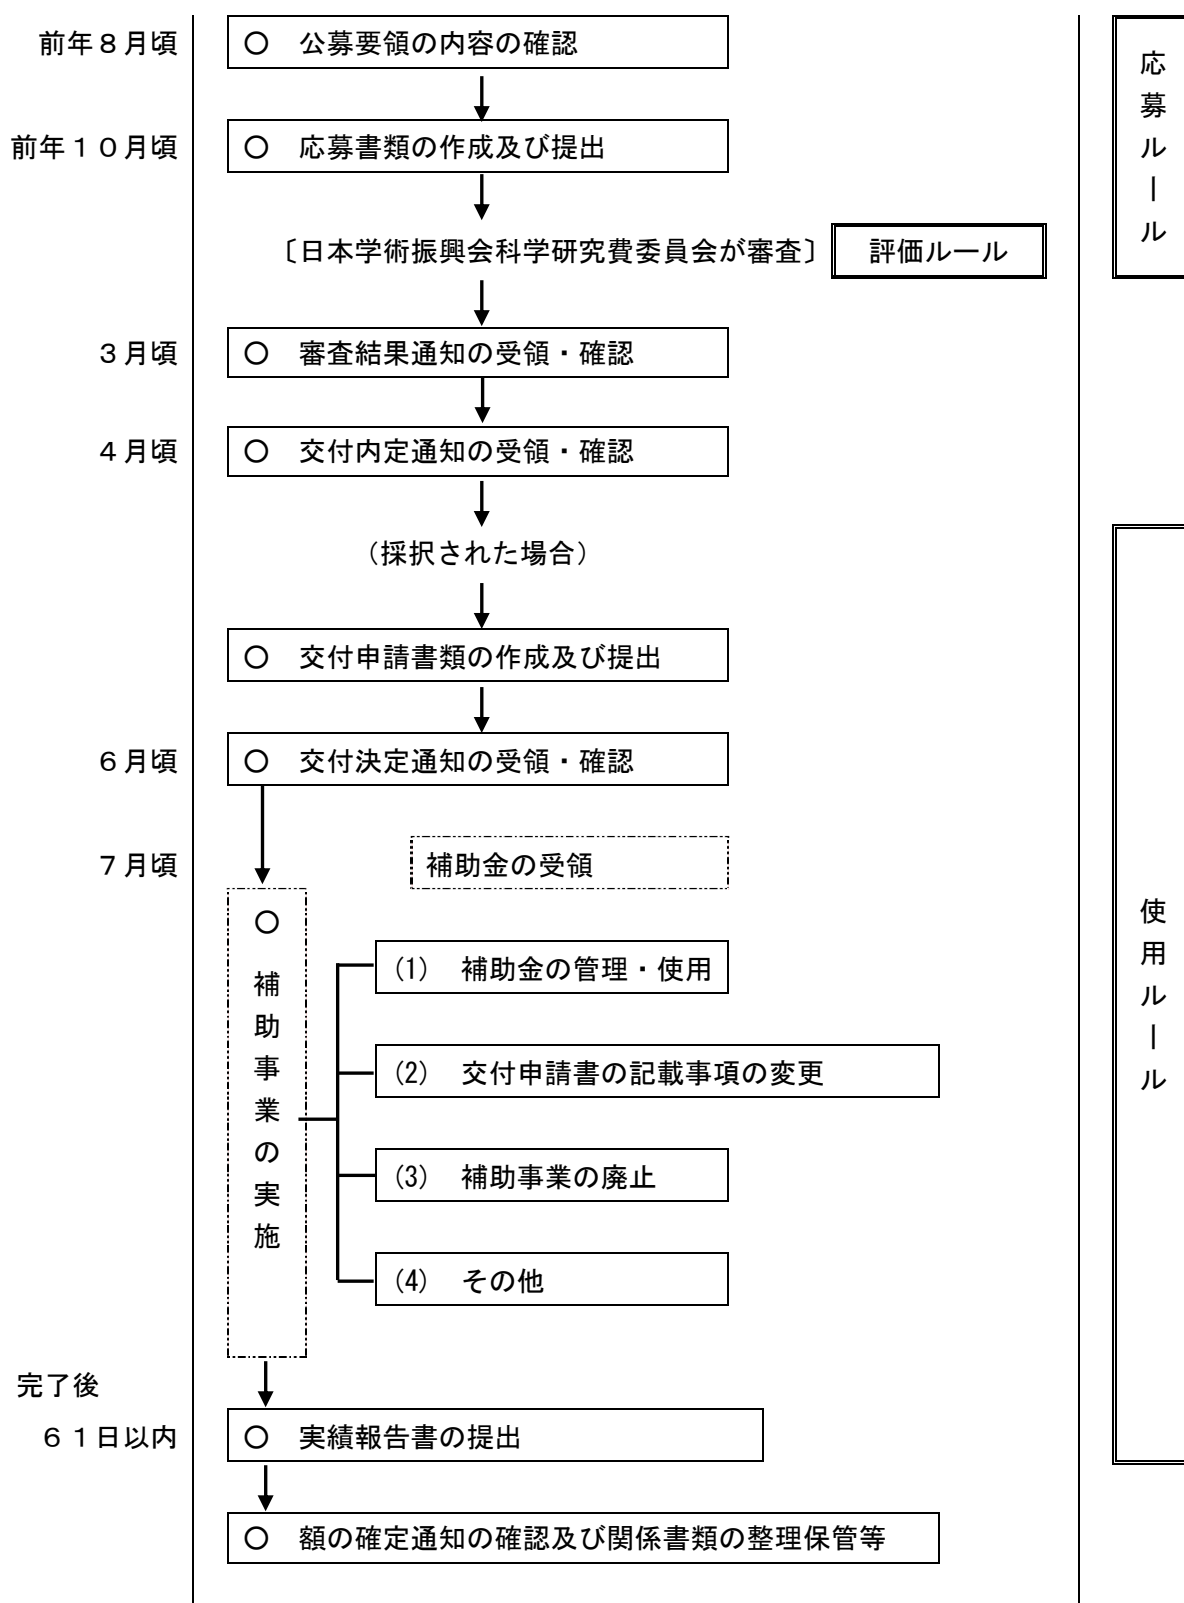 前年８月頃
○　公募要領の内容の確認
前年１０月頃
○　応募書類の作成及び提出
〔日本学術振興会科学研究費委員会が審査〕
評価ルール
３月頃
○　審査結果通知の受領・確認
４月頃
○　交付内定通知の受領・確認
（採択された場合）
○　交付申請書類の作成及び提出
６月頃
○　交付決定通知の受領・確認
７月頃
補助金の受領
○　補助事業の実施
(1)　補助金の管理・使用
(2)　交付申請書の記載事項の変更
(3)　補助事業の廃止
(4)　その他
完了後
６１日以内
○　実績報告書の提出
○　額の確定通知の確認及び関係書類の整理保管等
応募ルール
使用ルール